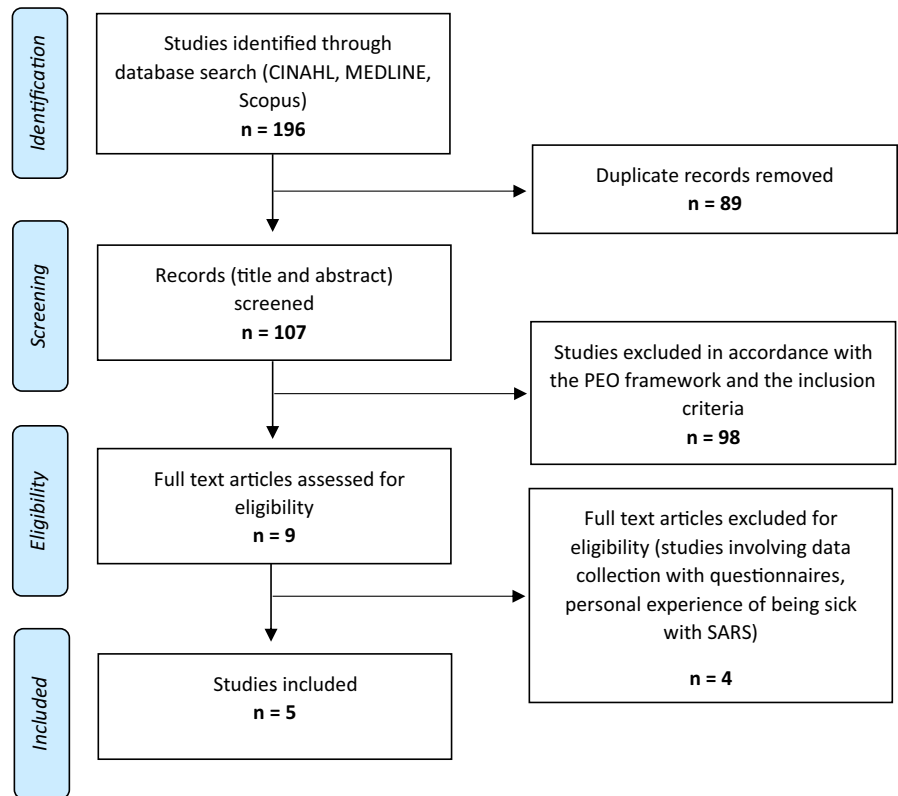 Identification
Studies identified through
database search (CINAHL, MEDLINE,
Scopus)
n = 196
Duplicate records removed
n = 89
Screening
Records (title and abstract)
screened
n = 107
Studies excluded in accordance with
the PEO framework and the inclusion
criteria
n = 98
Eligibility
Full text articles assessed for
eligibility
n = 9
Full text articles excluded for
eligibility (studies involving data
collection with questionnaires,
personal experience of being sick
with SARS)
n = 4
Included
Studies included
n = 5